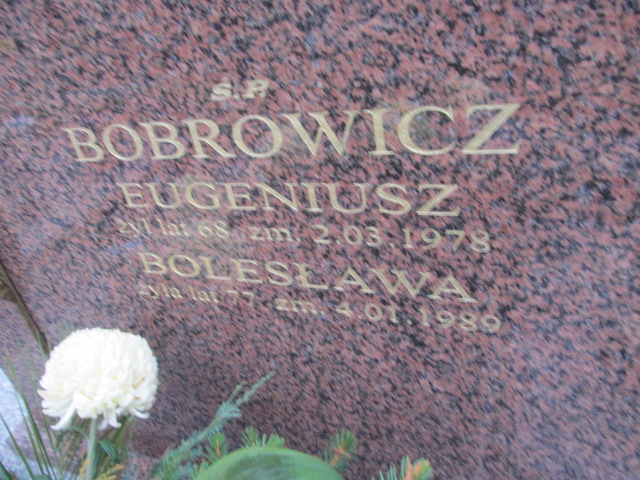 Ś.P.
BOBROWICZ
EUGENIUSZ
żył lat 68 zm. 2.03.1978
BOLESŁAWA
żyła lat 77 zm. 4.01.1989